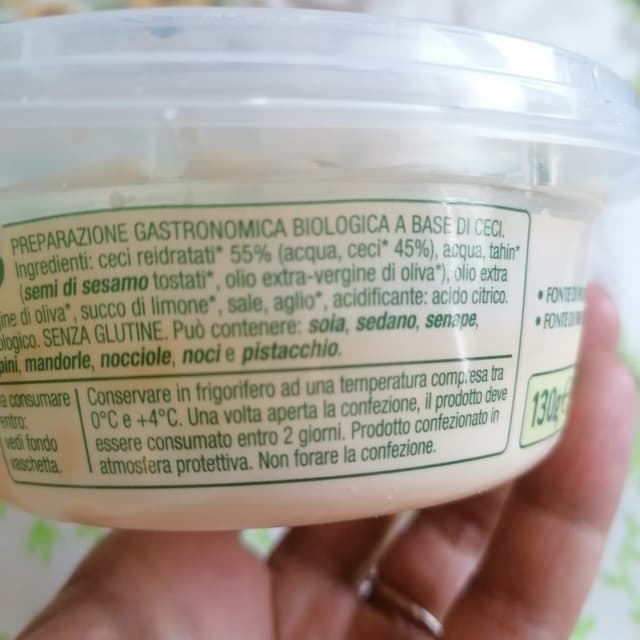 PREPARAZIONE GASTRONOMICA BIOLOGICA A BASE DI CECI.
Ingredienti: ceci reidratati* 55% (acqua, ceci* 45%), acqua, tahin*
(semi di sesamo tostati*, olio extra-vergine di oliva*), olio extra
di oliva*, succo di limone*, sale, aglio*, acidificante: acido citrico.
SENZA GLUTINE. Può contenere: soia, sedano, senape,
mandorle, nocciole, noci e pistacchio.
consumare
vedi fondo
Conservare in frigorifero ad una temperatura compresa tra
0°C e +4°C. Una volta aperta la confezione, il prodotto deve
essere consumato entro 2 giorni. Prodotto confezionato in
atmosfera protettiva. Non forare la confezione.
• FONTE
• FONTE
130g